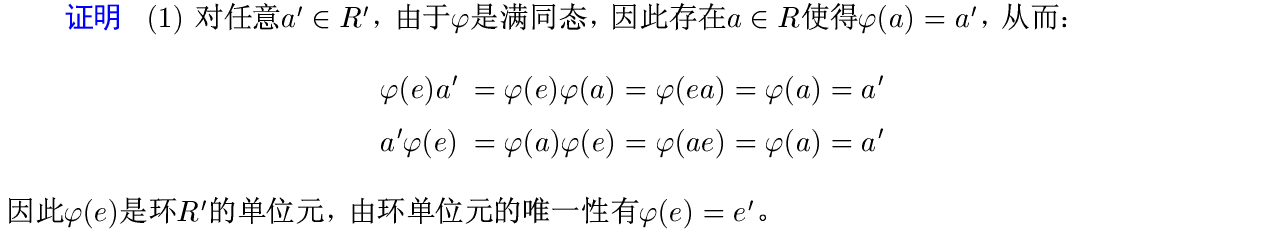 证明 (1) 对任意a′ ∈ R′，由于φ是满同态，因此存在a ∈ R使得φ(a) = a′，从而：
φ(e)a′ = φ(e)φ(a) = φ(ea) = φ(a) = a′
a′φ(e) = φ(a)φ(e) = φ(ae) = φ(a) = a′
因此φ(e)是环R′的单位元，由环单位元的唯一性有φ(e) = e′。